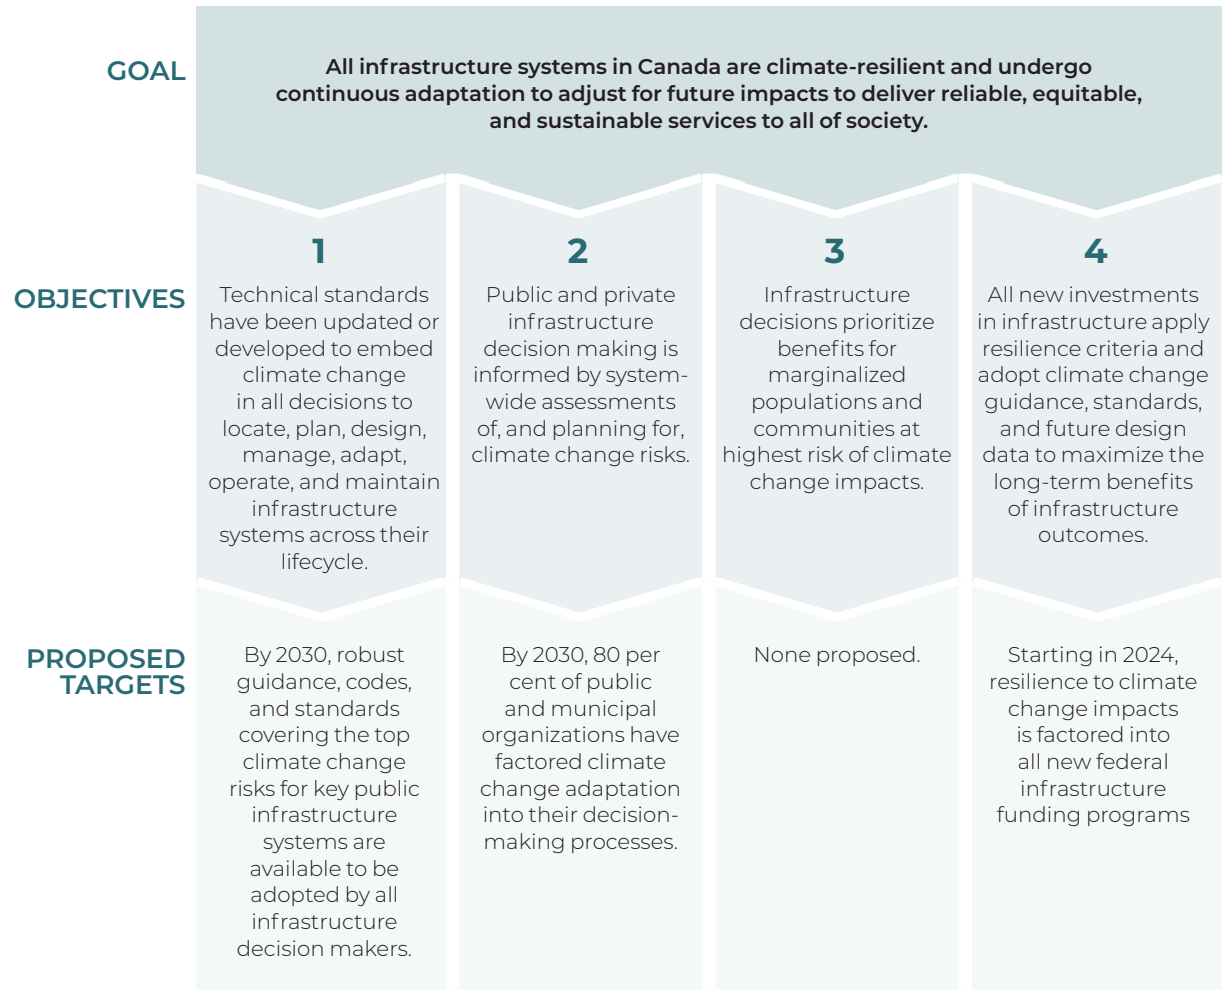 GOAL
All infrastructure systems in Canada are climate-resilient and undergo
continuous adaptation to adjust for future impacts to deliver reliable, equitable,
and sustainable services to all of society.
OBJECTIVES
1
Technical standards
have been updated or
developed to embed
climate change
in all decisions to
locate, plan, design,
manage, adapt,
operate, and maintain
infrastructure
systems across their
lifecycle.
2
Public and private
infrastructure
decision making is
informed by system-
wide assessments
of, and planning for,
climate change risks.
3
Infrastructure
decisions prioritize
benefits for
marginalized
populations and
communities at
highest risk of climate
change impacts.
4
All new investments
in infrastructure apply
resilience criteria and
adopt climate change
guidance, standards,
and future design
data to maximize the
long-term benefits
of infrastructure
outcomes.
PROPOSED
TARGETS
By 2030, robust
guidance, codes,
and standards
covering the top
climate change
risks for key public
infrastructure
systems are
available to be
adopted by all
infrastructure
decision makers.
By 2030, 80 per
cent of public
and municipal
organizations have
factored climate
change adaptation
into their decision-
making processes.
None proposed.
Starting in 2024,
resilience to climate
change impacts
is factored into
all new federal
infrastructure
funding programs